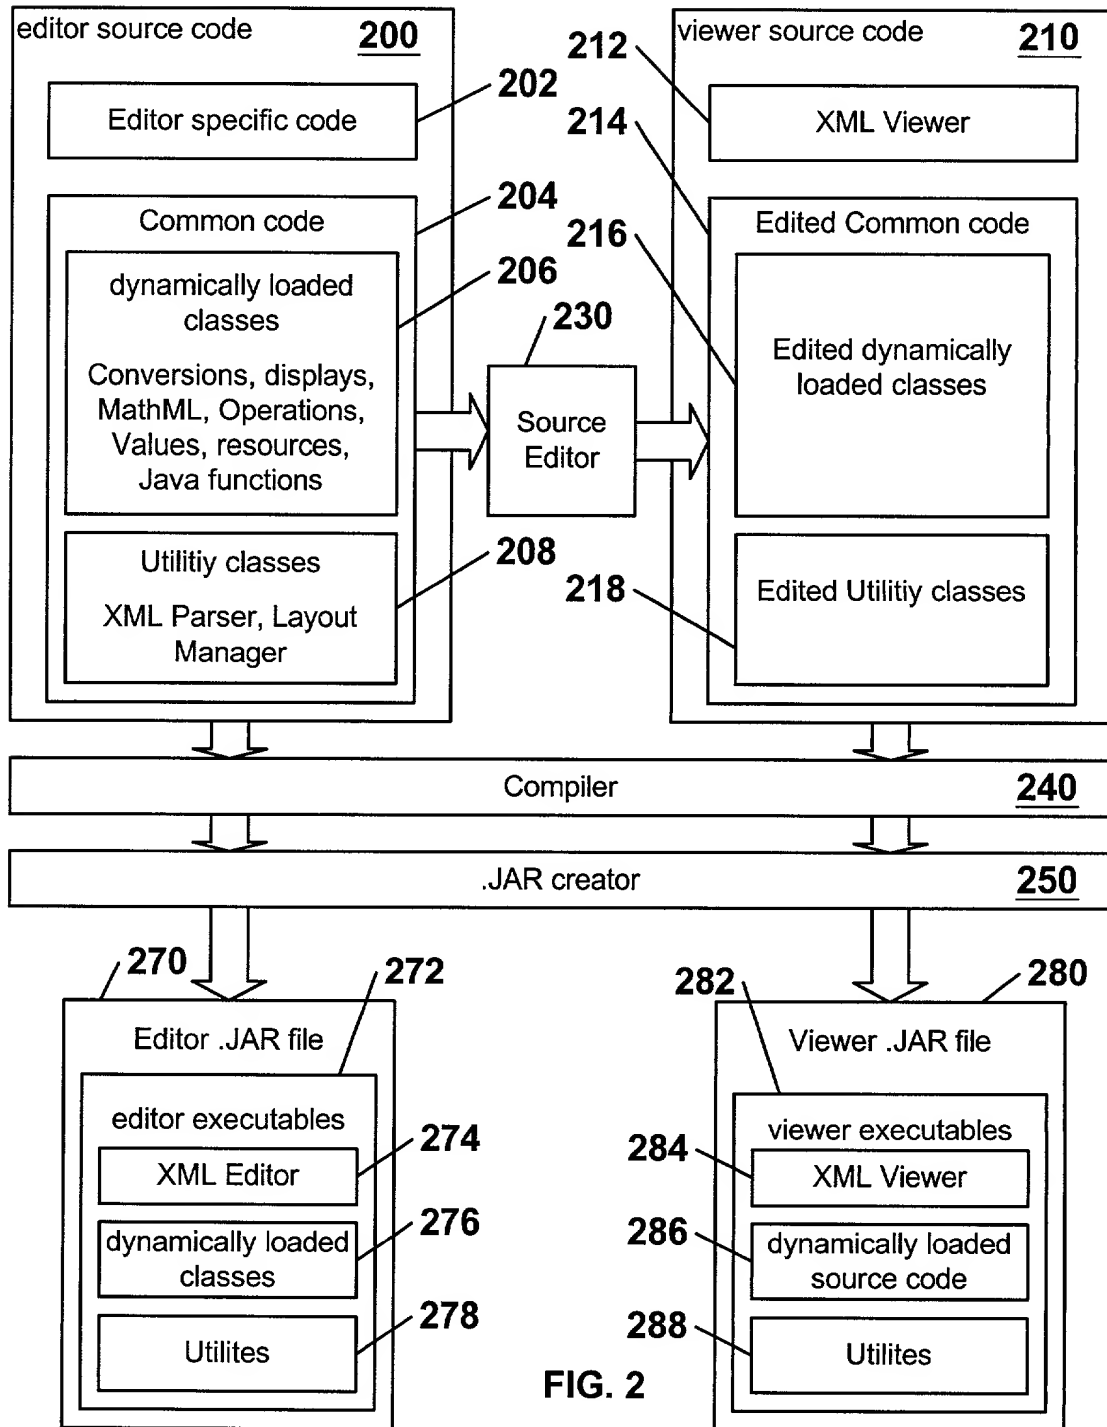 editor source code
200
202
Editor specific code
204
Common code
206
dynamically loaded
classes
Conversions, displays,
MathML, Operations,
Values, resources,
Java functions
208
Utilitiy classes
XML Parser, Layout
Manager
230
Source
Editor
viewer source code
210
212
XML Viewer
214
Edited Common code
216
Edited dynamically
loaded classes
218
Edited Utilitiy classes
Compiler
240
.JAR creator
250
270
272
Editor .JAR file
editor executables
274
XML Editor
276
dynamically loaded
classes
278
Utilites
280
282
Viewer .JAR file
viewer executables
284
XML Viewer
286
dynamically loaded
source code
288
Utilites
FIG. 2